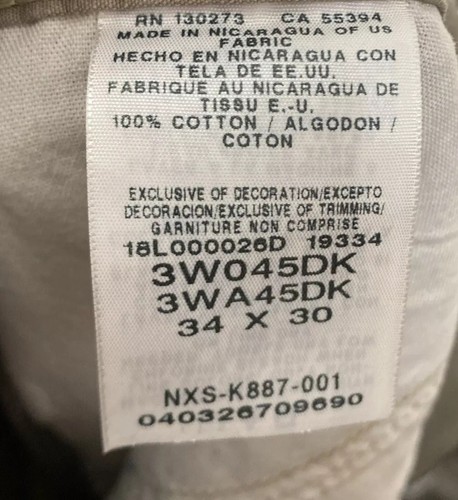 RN 130273 CA 55394
MADE IN NICARAGUA OF US
FABRIC
HECHO EN NICARAGUA CON
TELA DE EE.UU.
FABRIQUE AU NICARAGUA DE
TISSU E.-U.
100% COTTON / ALGODON /
COTON
EXCLUSIVE OF DECORATION/EXCEPTO
DECORACION/EXCLUSIVE OF TRIMMING/
GARNITURE NON COMPRISE
18L000026D 19334
3W045DK
3WA45DK
34 X 30
NXS-K887-001
040326709690